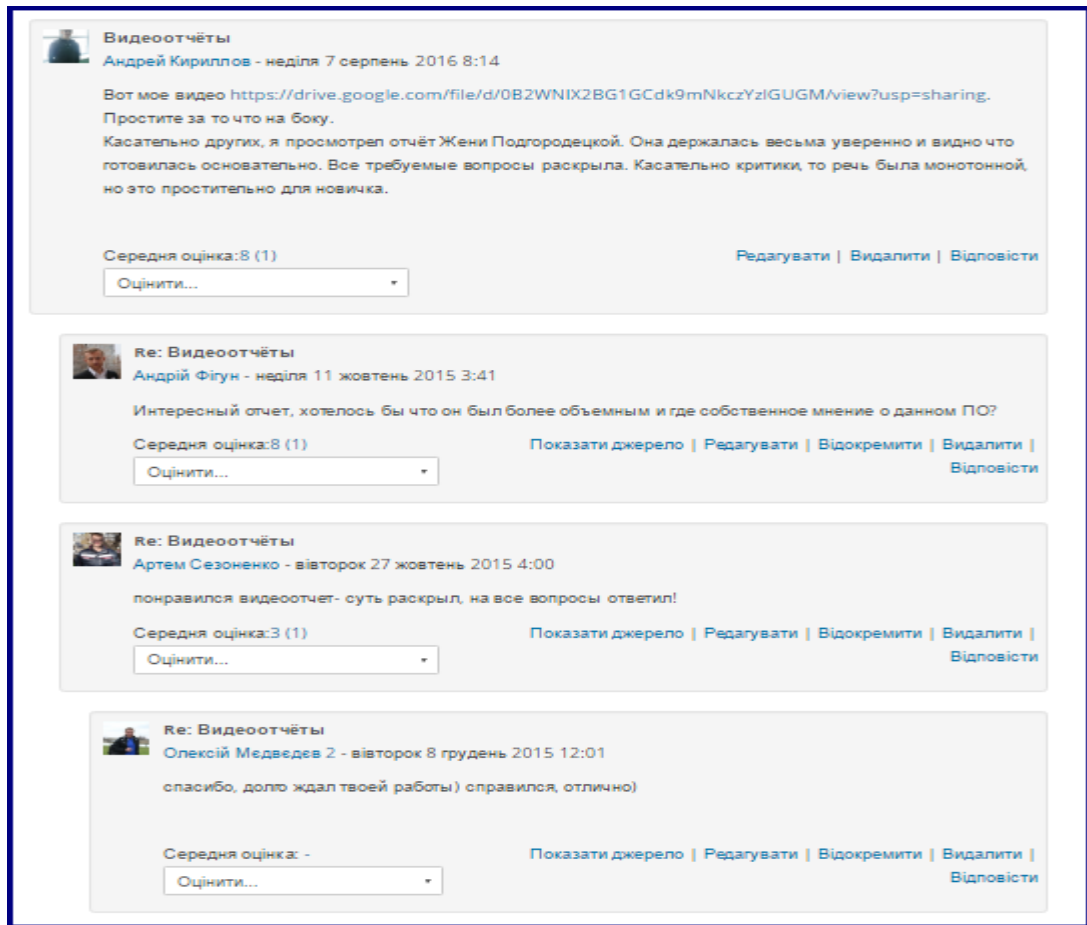 Видеоотчёты
Андрей Кириллов - неділя 7 серпень 2016 8:14
Вот мое видео https://drive.google.com/file/d/0B2WNIX2BG1GCdk9mNkczYzlGUGM/view?usp=sharing.
Простите за то что на боку.
Касательно других, я просмотрел отчёт Жени Подгородецкой. Она держалась весьма уверенно и видно что
готовилась основательно. Все требуемые вопросы раскрыла. Касательно критики, то речь была монотонной,
но это простительно для новичка.
Середня оцінка:8 (1)
Редагувати | Видалити | Відповісти
Оцінити...
Re: Видеоотчёты
Андрій Фігун - неділя 11 жовтень 2015 3:41
Интересный отчет, хотелось бы что он был более объемным и где собственное мнение о данном ПО?
Середня оцінка:8 (1)
Показати джерело | Редагувати | Відокремити | Видалити |
Відповісти
Оцінити...
Re: Видеоотчёты
Артем Сезоненко - вівторок 27 жовтень 2015 4:00
понравился видеоотчет- суть раскрыл, на все вопросы ответил!
Середня оцінка:3 (1)
Показати джерело | Редагувати | Відокремити | Видалити |
Відповісти
Оцінити...
Re: Видеоотчёты
Олексій Мєдвєдєв 2 - вівторок 8 грудень 2015 12:01
спасибо, долго ждал твоей работы) справился, отлично)
Середня оцінка: -
Показати джерело | Редагувати | Відокремити | Видалити |
Відповісти
Оцінити...